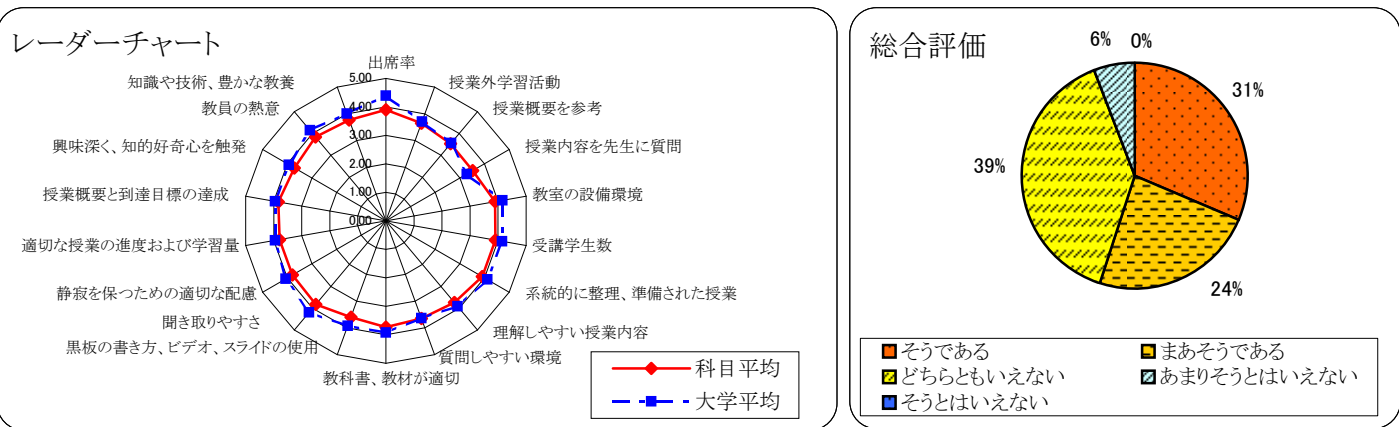 レーダーチャート
出席率
授業外学習活動
授業概要を参考
授業内容を先生に質問
教室の設備環境
受講学生数
系統的に整理、準備された授業
理解しやすい授業内容
質問しやすい環境
教科書、教材が適切
黒板の書き方、ビデオ、スライドの使用
聞き取りやすさ
静寂を保つための適切な配慮
適切な授業の進度および学習量
授業概要と到達目標の達成
興味深く、知的好奇心を触発
教員の熱意
知識や技術、豊かな教養
5.00
4.00
3.00
2.00
1.00
0.00
科目平均
大学平均
総合評価
6%
0%
31%
39%
24%
そうである
まあそうである
どちらともいえない
あまりそうとはいえない
そうとはいえない